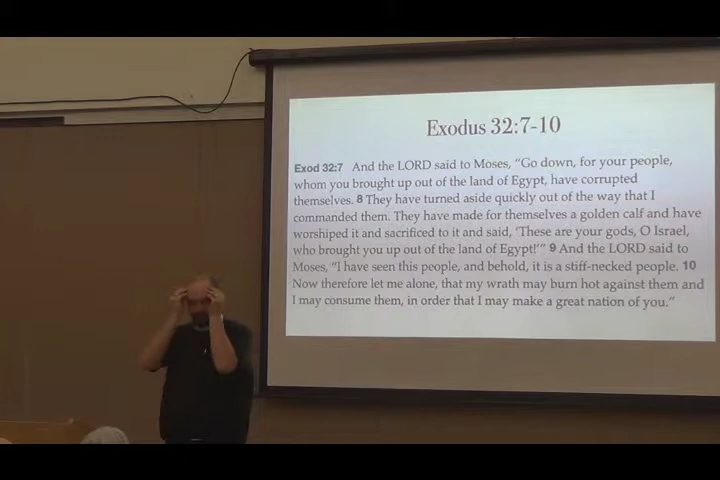 Exodus 32:7-10
Exod 32:7 And the LORD said to Moses, “Go down, for your people,
whom you brought up out of the land of Egypt, have corrupted
themselves. 8 They have turned aside quickly out of the way that I
commanded them. They have made for themselves a golden calf and have
worshiped it and sacrificed to it and said, ‘These are your gods, O Israel,
who brought you up out of the land of Egypt!’” 9 And the LORD said to
Moses, “I have seen this people, and behold, it is a stiff-necked people. 10
Now therefore let me alone, that my wrath may burn hot against them and
I may consume them, in order that I may make a great nation of you.”